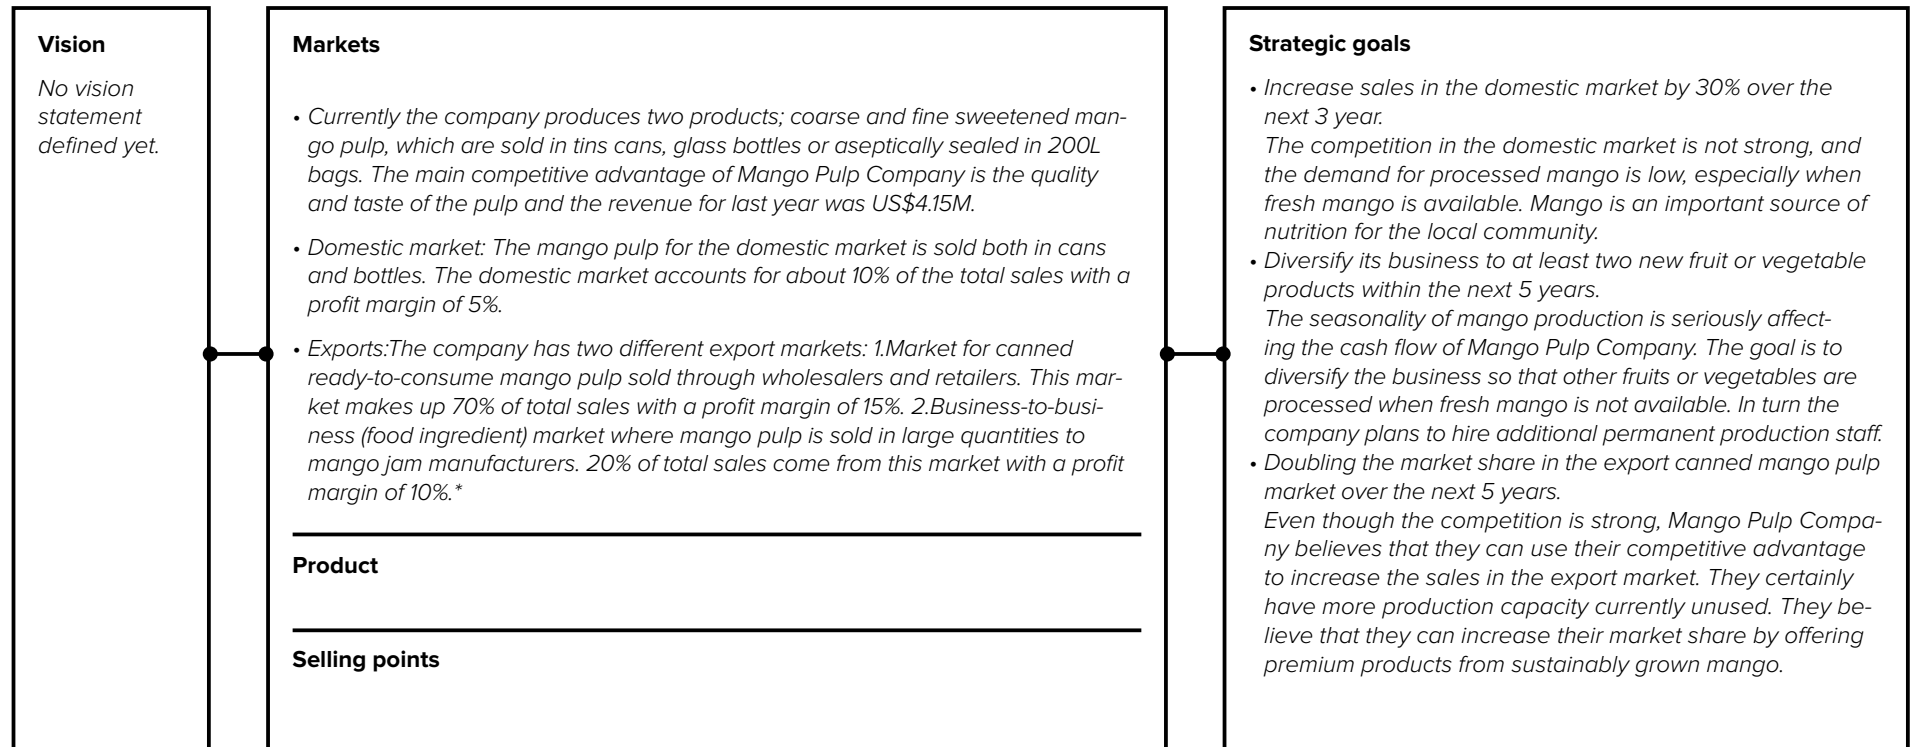 Vision
No vision
statement
defined yet.
Markets
• Currently the company produces two products; coarse and fine sweetened man-
go pulp, which are sold in tins cans, glass bottles or aseptically sealed in 200L
bags. The main competitive advantage of Mango Pulp Company is the quality
and taste of the pulp and the revenue for last year was US$4.15M.
• Domestic market: The mango pulp for the domestic market is sold both in cans
and bottles. The domestic market accounts for about 10% of the total sales with a
profit margin of 5%.
• Exports:The company has two different export markets: 1.Market for canned
ready-to-consume mango pulp sold through wholesalers and retailers. This mar-
ket makes up 70% of total sales with a profit margin of 15%. 2.Business-to-busi-
ness (food ingredient) market where mango pulp is sold in large quantities to
mango jam manufacturers. 20% of total sales come from this market with a profit
margin of 10%.*
Product
Selling points
Strategic goals
• Increase sales in the domestic market by 30% over the
next 3 year.
The competition in the domestic market is not strong, and
the demand for processed mango is low, especially when
fresh mango is available. Mango is an important source of
nutrition for the local community.
• Diversify its business to at least two new fruit or vegetable
products within the next 5 years.
The seasonality of mango production is seriously affect-
ing the cash flow of Mango Pulp Company. The goal is to
diversify the business so that other fruits or vegetables are
processed when fresh mango is not available. In turn the
company plans to hire additional permanent production staff.
• Doubling the market share in the export canned mango pulp
market over the next 5 years.
Even though the competition is strong, Mango Pulp Compa-
ny believes that they can use their competitive advantage
to increase the sales in the export market. They certainly
have more production capacity currently unused. They be-
lieve that they can increase their market share by offering
premium products from sustainably grown mango.